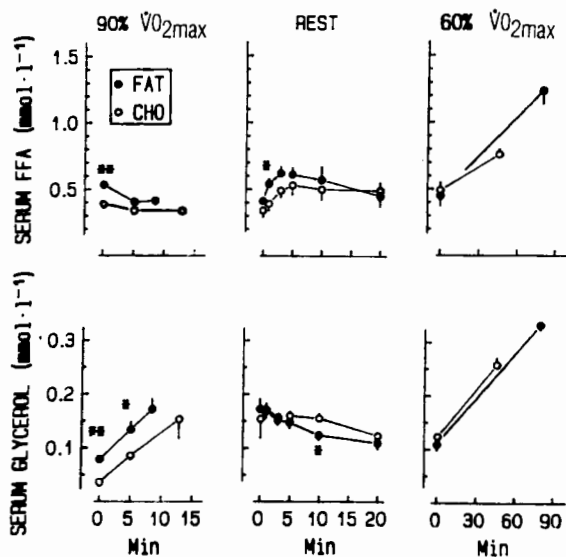 90% V̇O2max REST 60% V̇O2max
SERUM FFA (mmol·l-1)
1.5
1.0
0.5
FAT
CHO
**
*
SERUM GLYCEROL (mmol·l-1)
0.3
0.2
0.1
**
*
*
0 5 10 15 0 5 10 15 20 0 30 60 90
Min Min Min